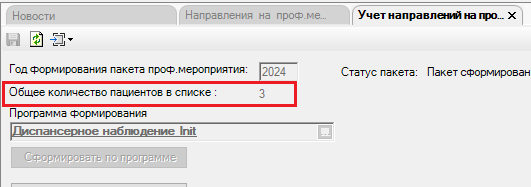 Новости Направления на проф.ме... Учет направлений на про...
Год формирования пакета проф.мероприятия: 2024 Статус пакета: Пакет сформирован
Общее количество пациентов в списке : 3
Программа формирования
Диспансерное наблюдение Init
Сформировать по программе